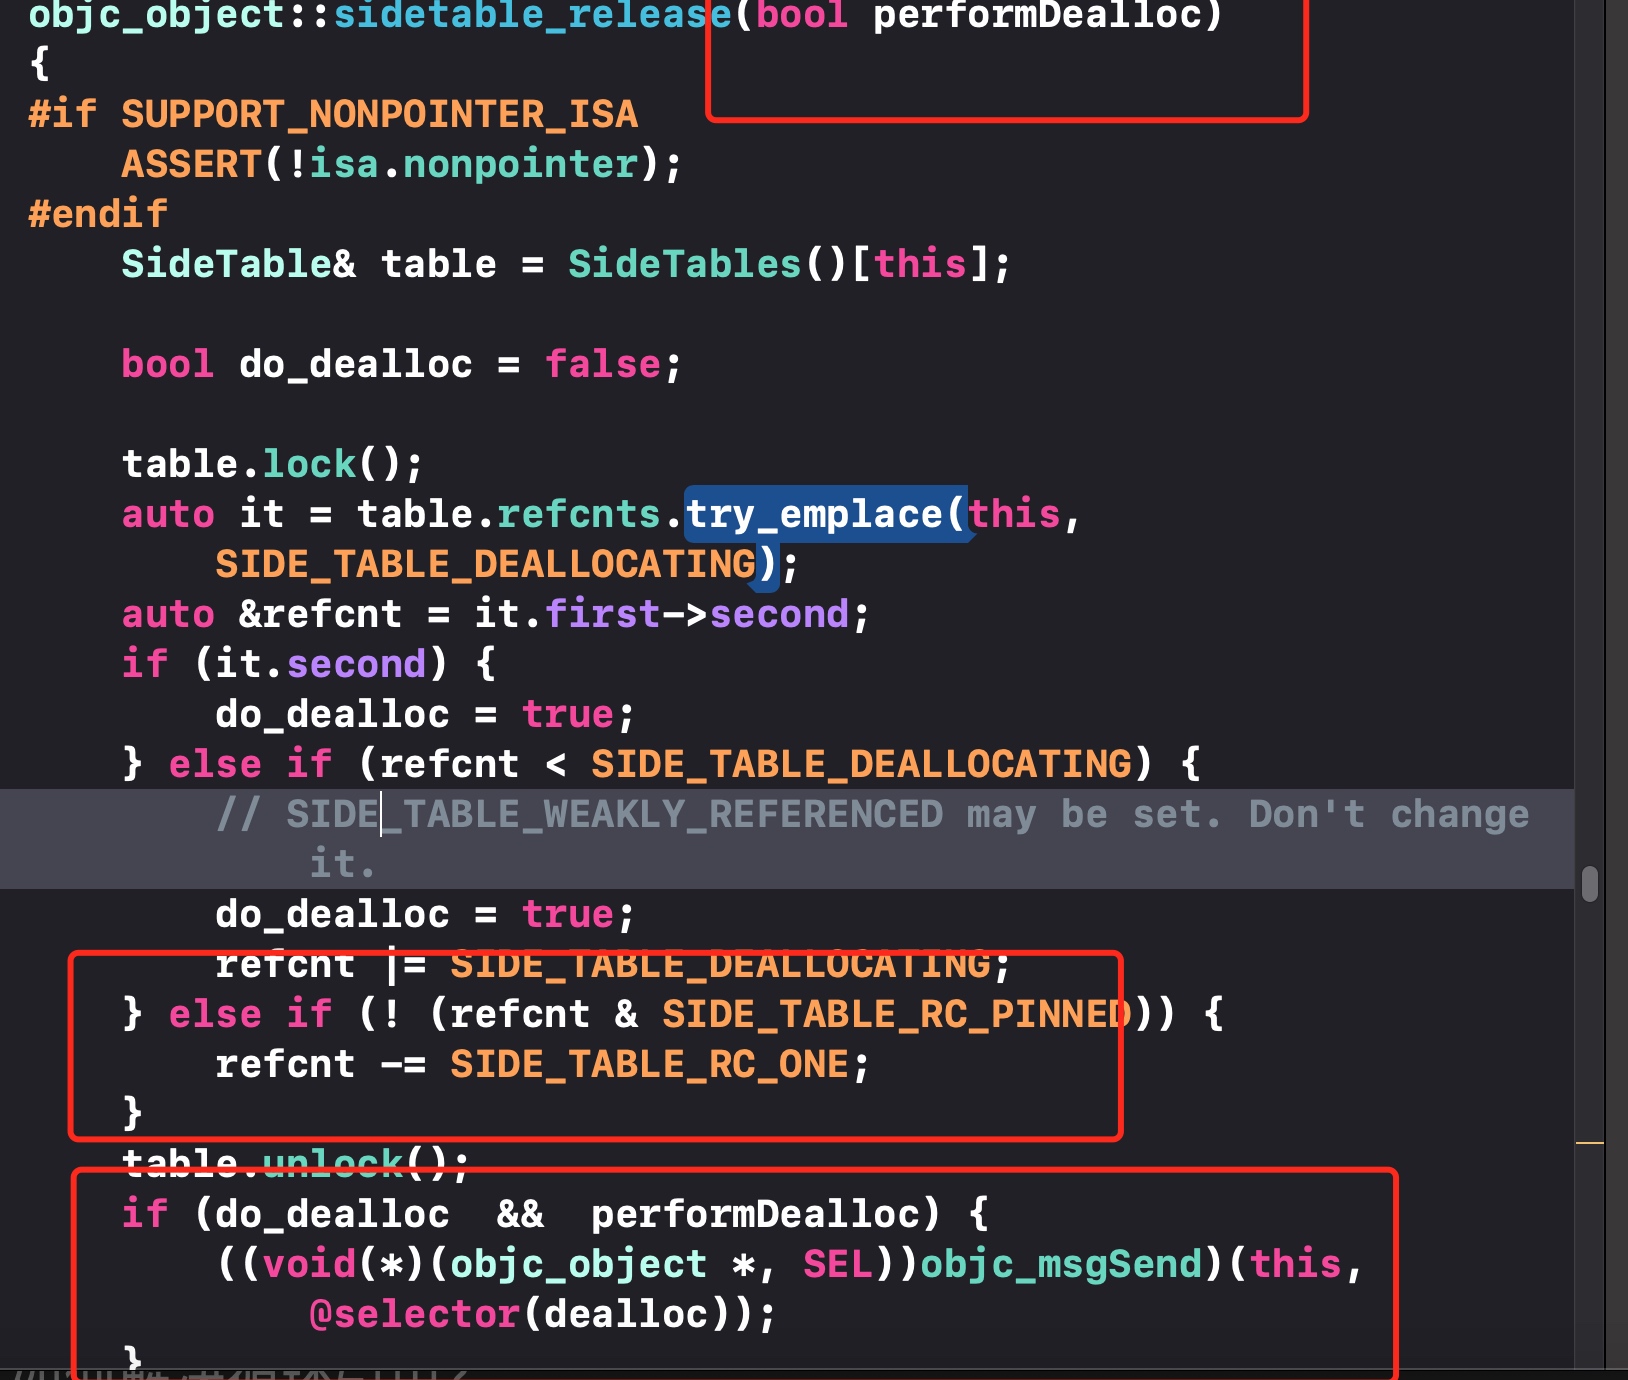 objc_object::sidetable_release(bool performDealloc)
{
#if SUPPORT_NONPOINTER_ISA
    ASSERT(!isa.nonpointer);
#endif
    SideTable& table = SideTables()[this];

    bool do_dealloc = false;

    table.lock();
    auto it = table.refcnts.try_emplace(this,
        SIDE_TABLE_DEALLOCATING);
    auto &refcnt = it.first->second;
    if (it.second) {
        do_dealloc = true;
    } else if (refcnt < SIDE_TABLE_DEALLOCATING) {
        // SIDE_TABLE_WEAKLY_REFERENCED may be set. Don't change
            it.
        do_dealloc = true;
        refcnt |= SIDE_TABLE_DEALLOCATING;
    } else if (! (refcnt & SIDE_TABLE_RC_PINNED)) {
        refcnt -= SIDE_TABLE_RC_ONE;
    }
    table.unlock();
    if (do_dealloc  &&  performDealloc) {
        ((void(*)(objc_object *, SEL))objc_msgSend)(this,
            @selector(dealloc));
    }